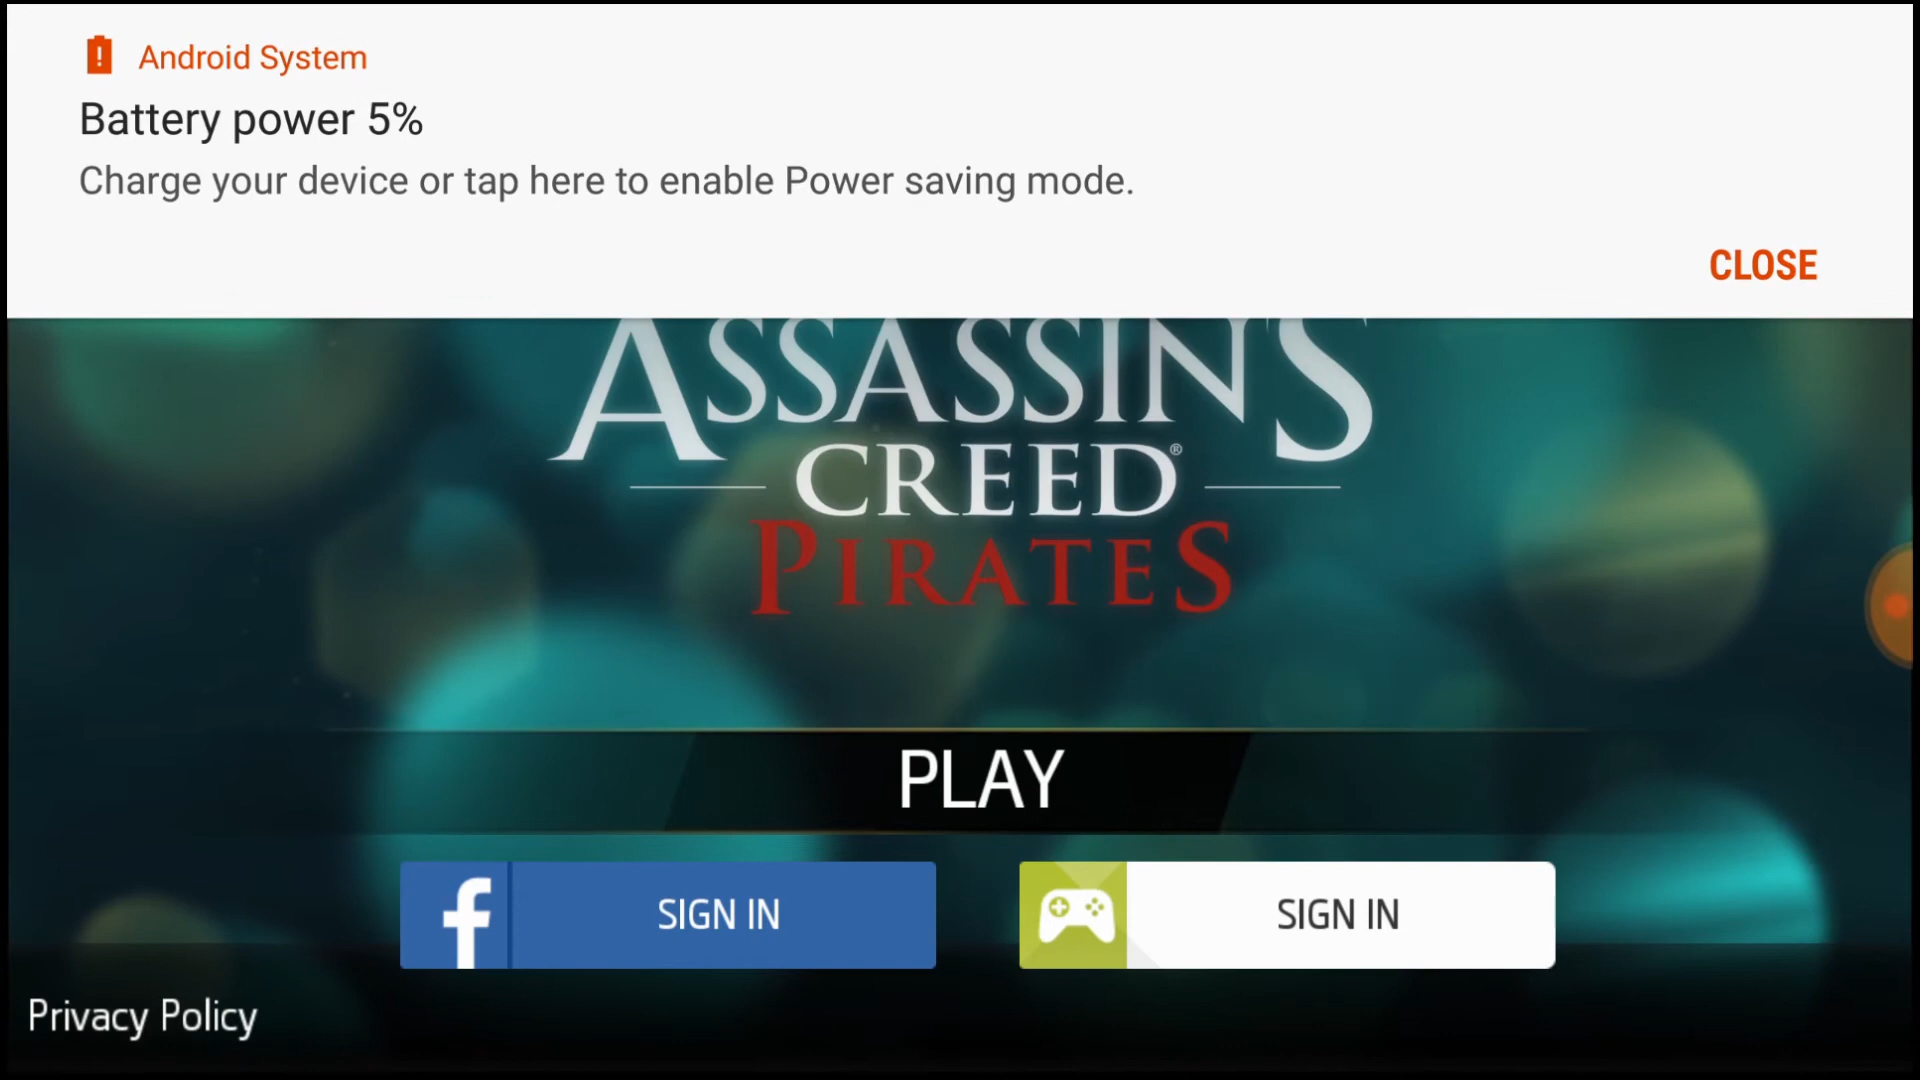 Android System
Battery power 5%
Charge your device or tap here to enable Power saving mode.
CLOSE
ASSASSIN'S
CREED®
PIRATES
PLAY
f SIGN IN
SIGN IN
Privacy Policy